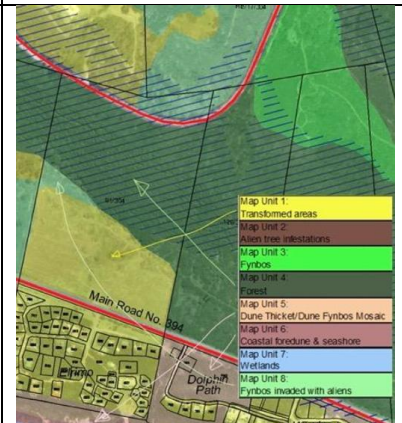 Map Unit 1:
Transformed areas
Map Unit 2:
Alien tree infestations
Map Unit 3:
Fynbos
Map Unit 4:
Forest
Map Unit 5:
Dune Thicket/Dune Fynbos Mosaic
Map Unit 6:
Coastal foredune & seashore
Map Unit 7:
Wetlands
Map Unit 8:
Fynbos invaded with aliens
Main Road No. 394
Dolphin
Path